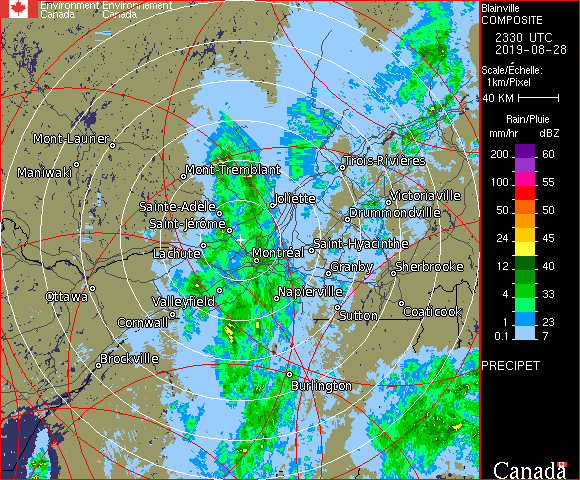 Environment Environnement
Canada Canada
Blainville
COMPOSITE
2330 UTC
2019-08-28
Scale/Échelle:
1km/Pixel
40 KM
Rain/Pluie
mm/hr dBZ
200 60
100 55
50 50
24 45
12 40
4 33
1 23
0.1 7
PRECIPET
Canada
Mont-Laurier
Maniwaki
Mont-Tremblant
Trois-Rivières
Sainte-Adèle
Joliette
Victoriaville
Drummondville
Saint-Jérôme
Lachute
Montréal
Saint-Hyacinthe
Granby
Sherbrooke
Ottawa
Valleyfield
Napierville
Cornwall
Sutton
Coaticook
Brockville
Burlington